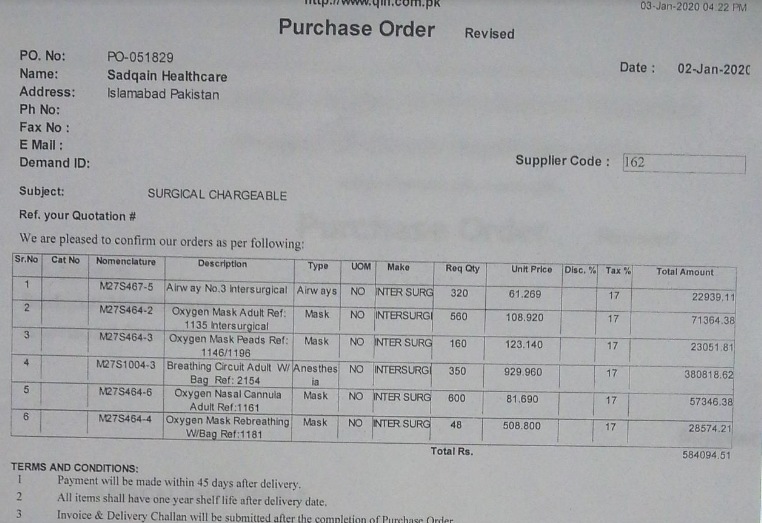 http://www.qih.com.pk
03-Jan-2020 04:22 PM
Purchase Order Revised
PO. No: PO-051829
Name: Sadqain Healthcare
Date : 02-Jan-202
Address: Islamabad Pakistan
Ph No:
Fax No :
E Mail :
Demand ID:
Supplier Code : 162
Subject: SURGICAL CHARGEABLE
Ref. your Quotation #
We are pleased to confirm our orders as per following:
Sr.No Cat No Nomenclature Description Type UOM Make Req Qty Unit Price Disc. % Tax % Total Amount
1 M27S467-5 Airway No.3 Intersurgical Airways NO INTER SURG 320 61.269 17 22939.11
2 M27S464-2 Oxygen Mask Adult Ref: Mask NO INTERSURGI 560 108.920 17 71364.38
1135 Intersurgical
3 M27S464-3 Oxygen Mask Peads Ref: Mask NO INTER SURG 160 123.140 17 23051.81
1146/1196
4 M27S1004-3 Breathing Circuit Adult W/ Anesthes NO INTERSURGI 350 929.960 17 380818.62
Bag Ref: 2154 ia
5 M27S464-6 Oxygen Nasal Cannula Mask NO INTER SURG 600 81.690 17 57346.38
Adult Ref:1161
6 M27S464-4 Oxygen Mask Rebreathing Mask NO INTER SURG 48 508.800 17 28574.21
W/Bag Ref:1181
Total Rs. 584094.51
TERMS AND CONDITIONS:
1 Payment will be made within 45 days after delivery.
2 All items shall have one year shelf life after delivery date.
3 Invoice & Delivery Challan will be submitted after the completion of Purchase Order